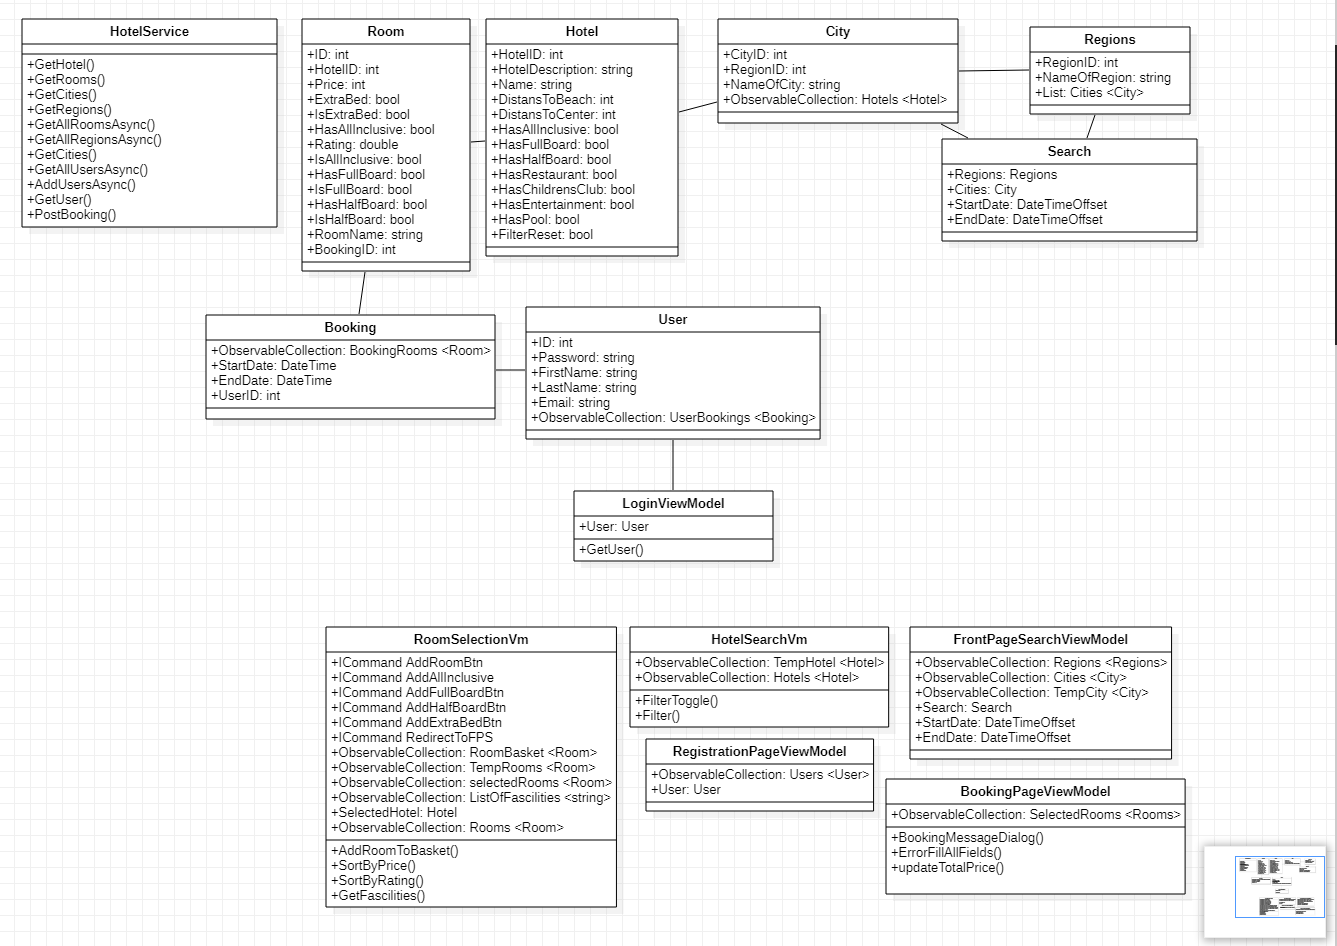 HotelService
+GetHotel()
+GetRooms()
+GetCities()
+GetRegions()
+GetAllRoomsAsync()
+GetAllRegionsAsync()
+GetCities()
+GetAllUsersAsync()
+AddUsersAsync()
+GetUser()
+PostBooking()
Room
+ID: int
+HotelID: int
+Price: int
+ExtraBed: bool
+IsExtraBed: bool
+HasAllInclusive: bool
+Rating: double
+IsAllInclusive: bool
+HasFullBoard: bool
+IsFullBoard: bool
+HasHalfBoard: bool
+IsHalfBoard: bool
+RoomName: string
+BookingID: int
Hotel
+HotelID: int
+HotelDescription: string
+Name: string
+DistansToBeach: int
+DistansToCenter: int
+HasAllInclusive: bool
+HasFullBoard: bool
+HasHalfBoard: bool
+HasRestaurant: bool
+HasChildrensClub: bool
+HasEntertainment: bool
+HasPool: bool
+FilterReset: bool
City
+CityID: int
+RegionID: int
+NameOfCity: string
+ObservableCollection: Hotels <Hotel>
Regions
+RegionID: int
+NameOfRegion: string
+List: Cities <City>
Search
+Regions: Regions
+Cities: City
+StartDate: DateTimeOffset
+EndDate: DateTimeOffset
Booking
+ObservableCollection: BookingRooms <Room>
+StartDate: DateTime
+EndDate: DateTime
+UserID: int
User
+ID: int
+Password: string
+FirstName: string
+LastName: string
+Email: string
+ObservableCollection: UserBookings <Booking>
LoginViewModel
+User: User
+GetUser()
RoomSelectionVm
+ICommand AddRoomBtn
+ICommand AddAllInclusive
+ICommand AddFullBoardBtn
+ICommand AddHalfBoardBtn
+ICommand AddExtraBedBtn
+ICommand RedirectToFPS
+ObservableCollection: RoomBasket <Room>
+ObservableCollection: TempRooms <Room>
+ObservableCollection: selectedRooms <Room>
+ObservableCollection: ListOfFascilities <string>
+SelectedHotel: Hotel
+ObservableCollection: Rooms <Room>
+AddRoomToBasket()
+SortByPrice()
+SortByRating()
+GetFascilities()
HotelSearchVm
+ObservableCollection: TempHotel <Hotel>
+ObservableCollection: Hotels <Hotel>
+FilterToggle()
+Filter()
RegistrationPageViewModel
+ObservableCollection: Users <User>
+User: User
FrontPageSearchViewModel
+ObservableCollection: Regions <Regions>
+ObservableCollection: Cities <City>
+ObservableCollection: TempCity <City>
+Search: Search
+StartDate: DateTimeOffset
+EndDate: DateTimeOffset
BookingPageViewModel
+ObservableCollection: SelectedRooms <Rooms>
+BookingMessageDialog()
+ErrorFillAllFields()
+updateTotalPrice()